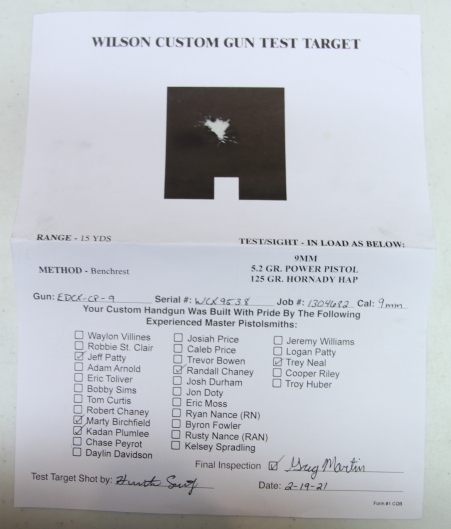 WILSON CUSTOM GUN TEST TARGET
RANGE - 15 YDS
TEST/SIGHT - IN LOAD AS BELOW:
9MM
METHOD - Benchrest
5.2 GR. POWER PISTOL
125 GR. HORNADY HAP
Gun: EDCX-CP-9 Serial #: WCX9538 Job #: 1304682 Cal: 9mm
Your Custom Handgun Was Built With Pride By The Following
Experienced Master Pistolsmiths:
Waylon Villines
Robbie St. Clair
Jeff Patty
Adam Arnold
Eric Toliver
Bobby Sims
Tom Curtis
Robert Chaney
Marty Birchfield
Kadan Plumlee
Chase Peyrot
Daylin Davidson
Josiah Price
Caleb Price
Trevor Bowen
Randall Chaney
Josh Durham
Jon Doty
Eric Moss
Ryan Nance (RN)
Byron Fowler
Rusty Nance (RAN)
Kelsey Spradling
Jeremy Williams
Logan Patty
Trey Neal
Cooper Riley
Troy Huber
Final Inspection Greg Martin
Test Target Shot by:
Date: 2-19-21